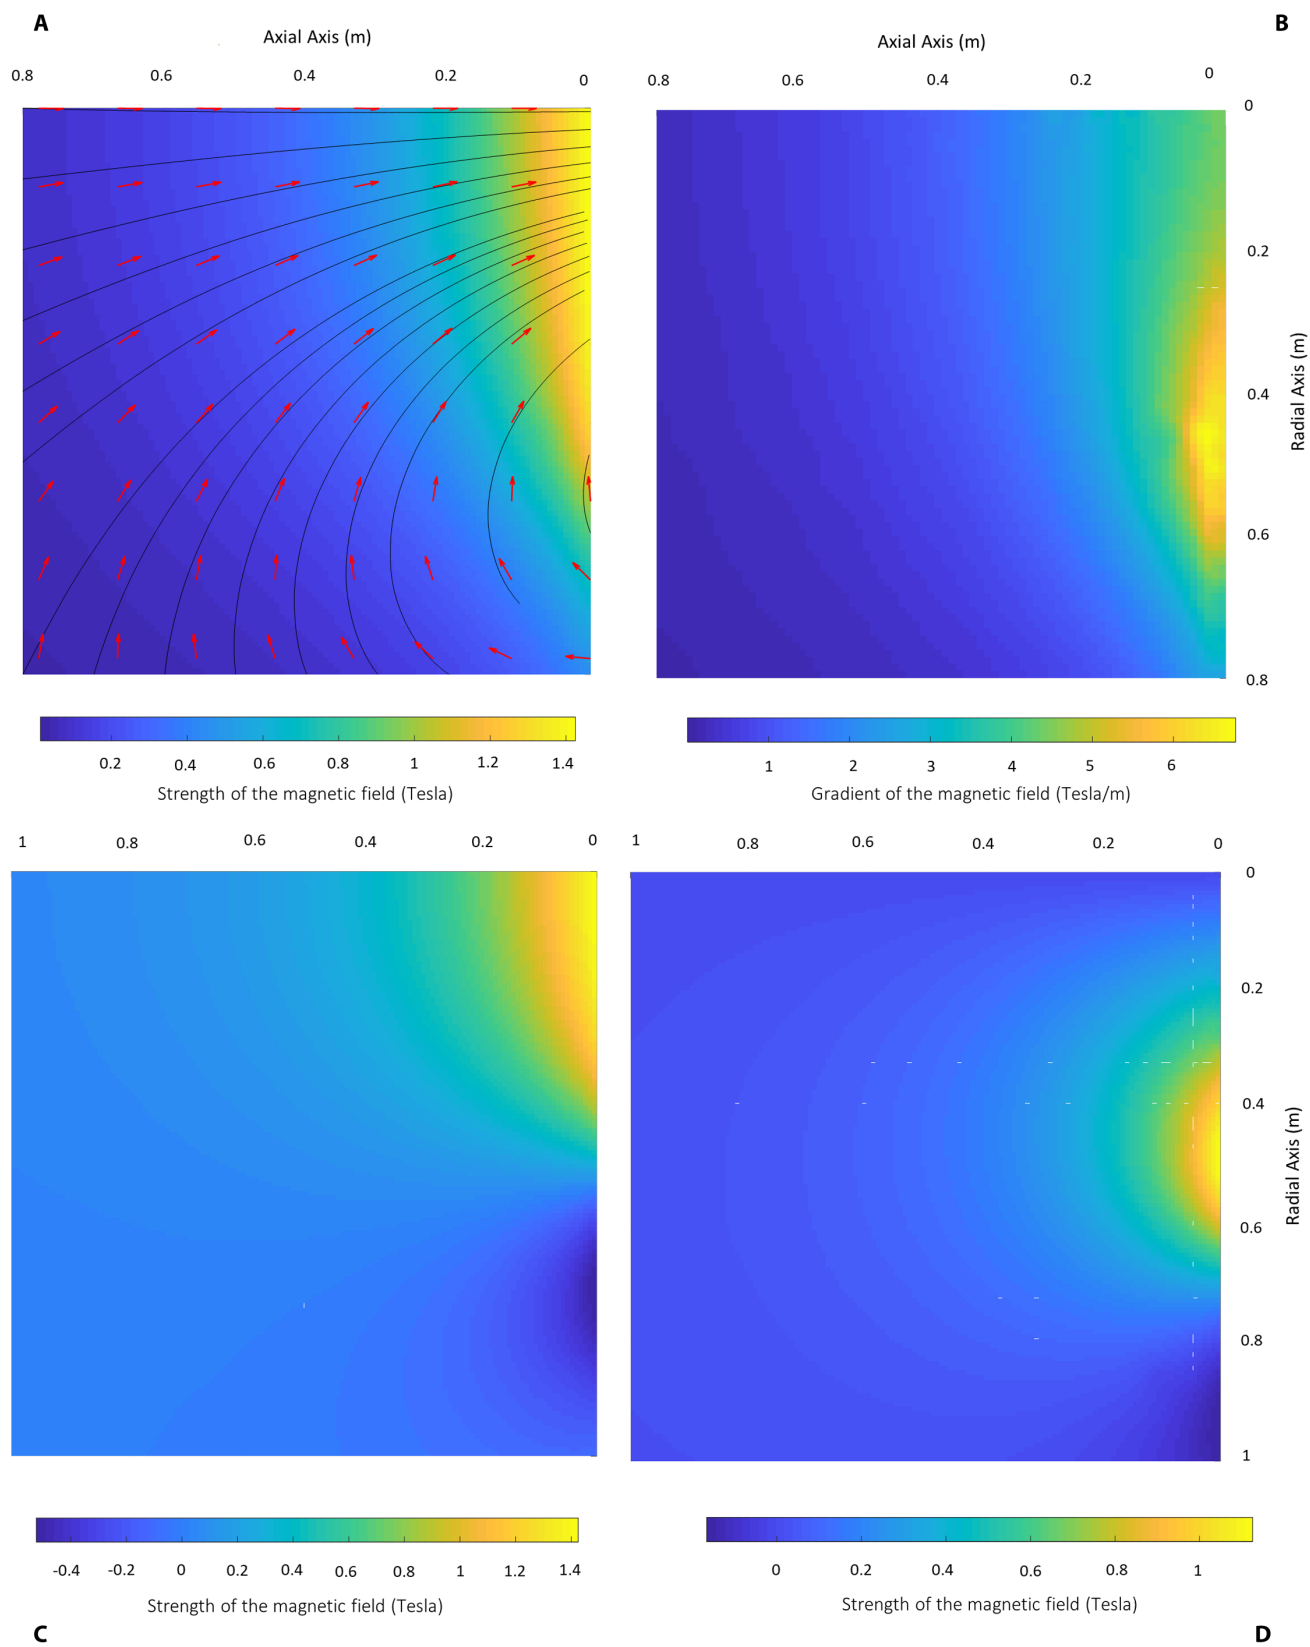 A
B
Axial Axis (m)
Axial Axis (m)
0.8 0.6 0.4 0.2 0
0.8 0.6 0.4 0.2 0
0
0.2
0.4
0.6
0.8
Radial Axis (m)
0.2 0.4 0.6 0.8 1 1.2 1.4
Strength of the magnetic field (Tesla)
1 2 3 4 5 6
Gradient of the magnetic field (Tesla/m)
1 0.8 0.6 0.4 0.2 0
1 0.8 0.6 0.4 0.2 0
0
0.2
0.4
0.6
0.8
1
Radial Axis (m)
-0.4 -0.2 0 0.2 0.4 0.6 0.8 1 1.2 1.4
Strength of the magnetic field (Tesla)
0 0.2 0.4 0.6 0.8 1
Strength of the magnetic field (Tesla)
C
D